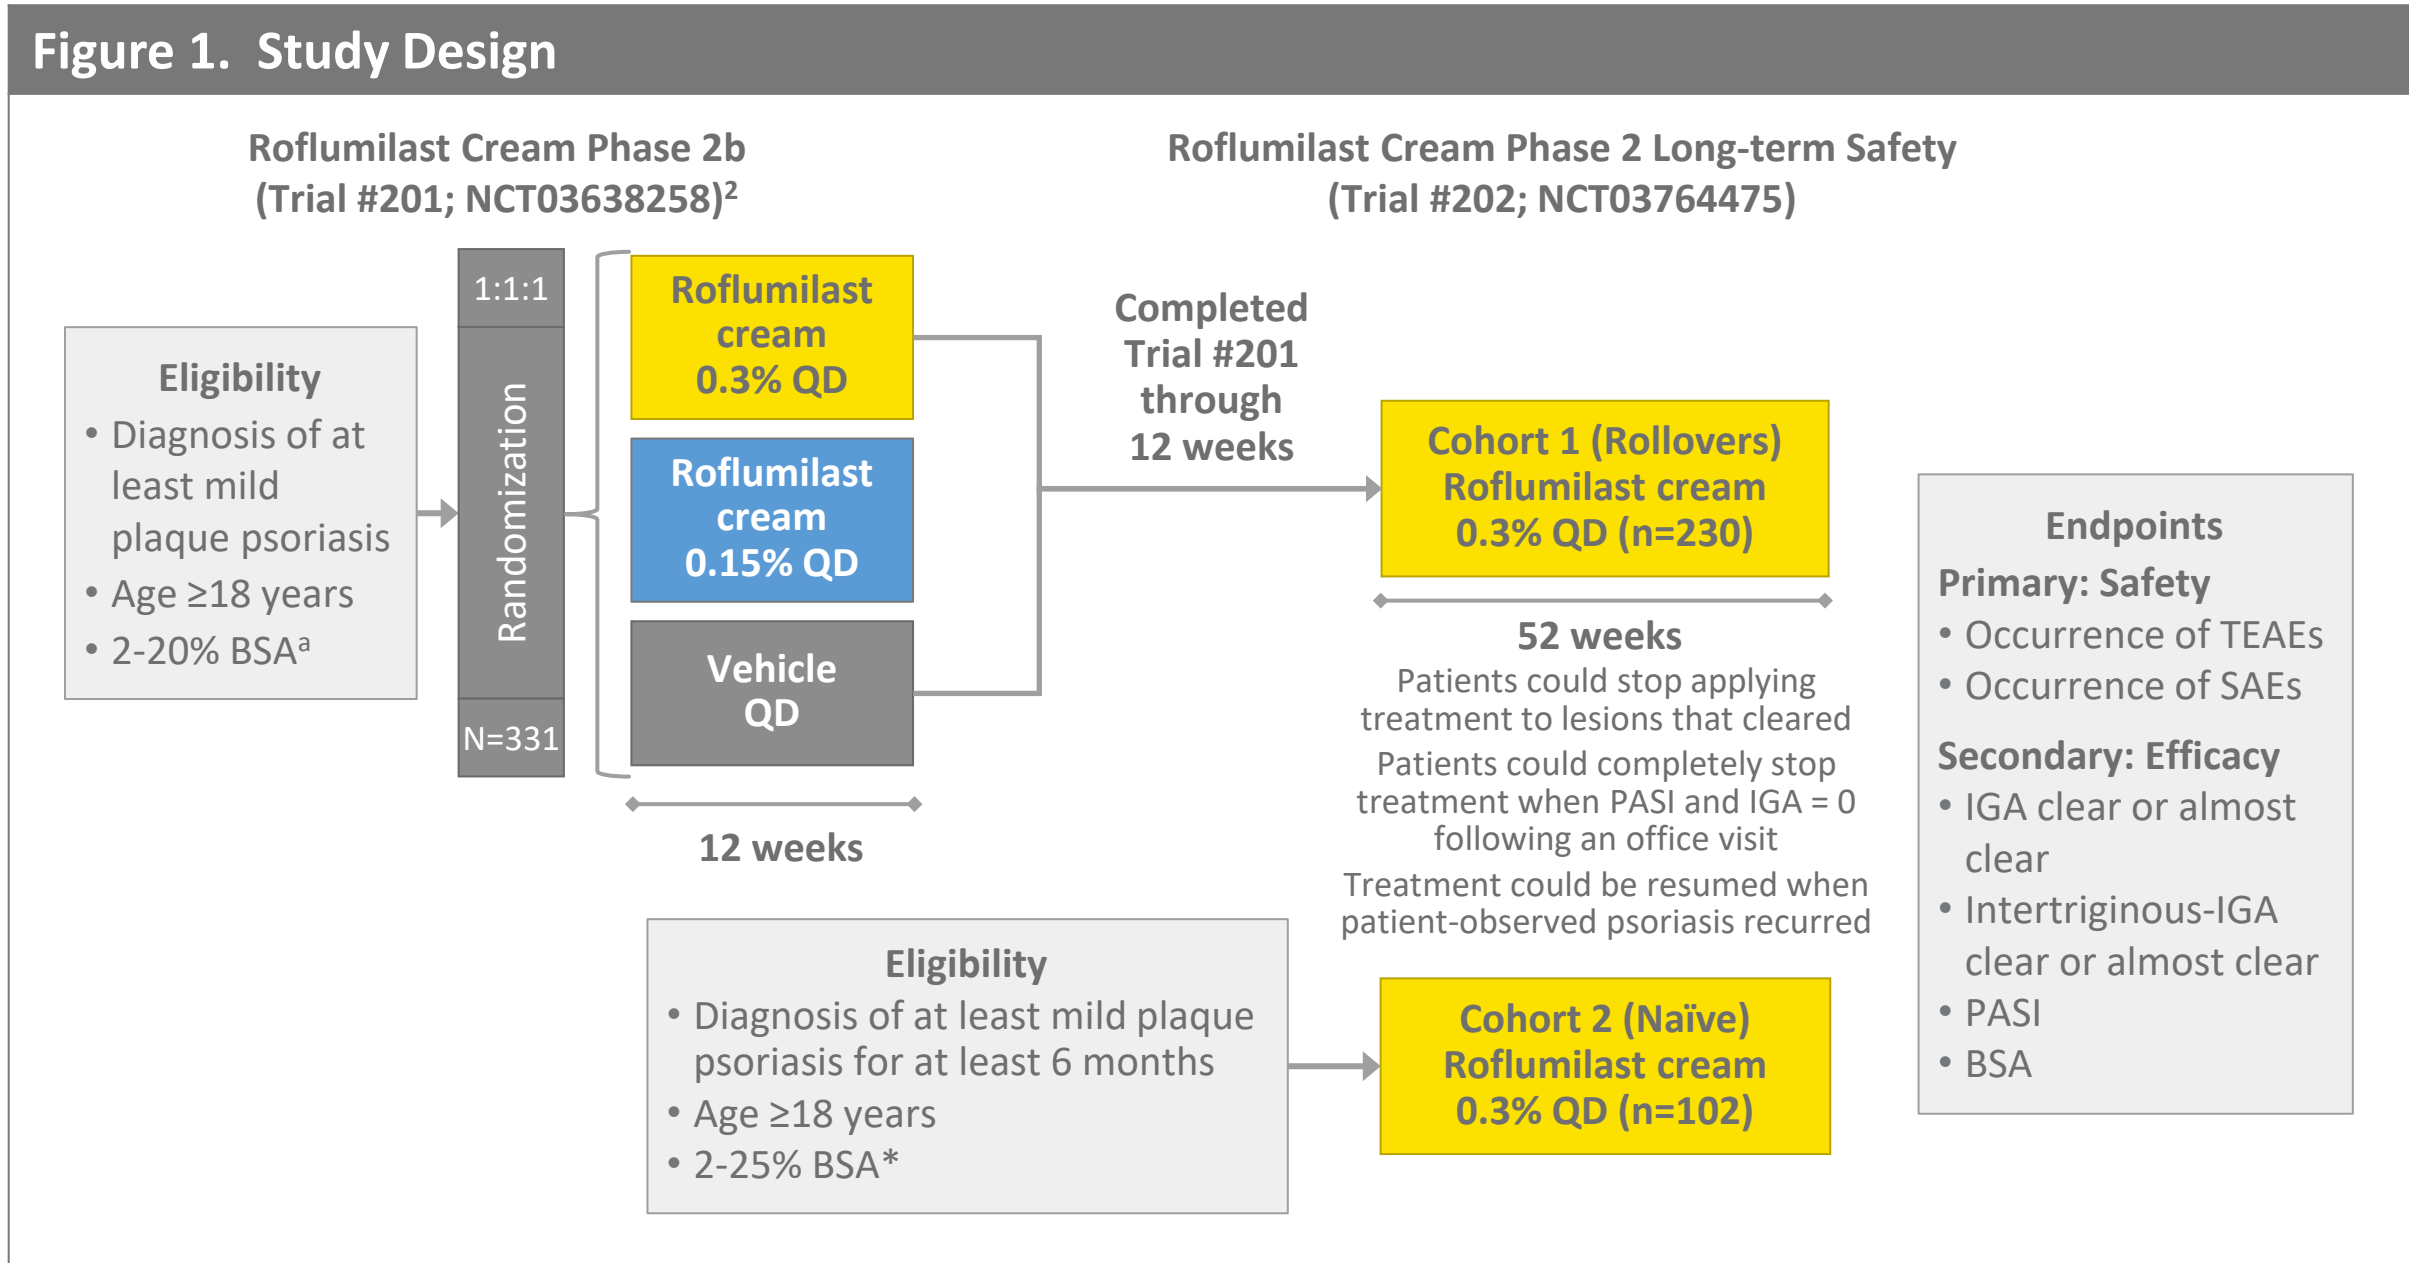 Figure 1.  Study Design
Roflumilast Cream Phase 2b
(Trial #201; NCT03638258)²
Roflumilast Cream Phase 2 Long-term Safety
(Trial #202; NCT03764475)
Eligibility
• Diagnosis of at
least mild
plaque psoriasis
• Age ≥18 years
• 2-20% BSAᵃ
1:1:1
Randomization
N=331
Roflumilast
cream
0.3% QD
Roflumilast
cream
0.15% QD
Vehicle
QD
12 weeks
Completed
Trial #201
through
12 weeks
Cohort 1 (Rollovers)
Roflumilast cream
0.3% QD (n=230)
52 weeks
Patients could stop applying
treatment to lesions that cleared
Patients could completely stop
treatment when PASI and IGA = 0
following an office visit
Treatment could be resumed when
patient-observed psoriasis recurred
Eligibility
• Diagnosis of at least mild plaque
psoriasis for at least 6 months
• Age ≥18 years
• 2-25% BSA*
Cohort 2 (Naïve)
Roflumilast cream
0.3% QD (n=102)
Endpoints
Primary: Safety
• Occurrence of TEAEs
• Occurrence of SAEs
Secondary: Efficacy
• IGA clear or almost
clear
• Intertriginous-IGA
clear or almost clear
• PASI
• BSA